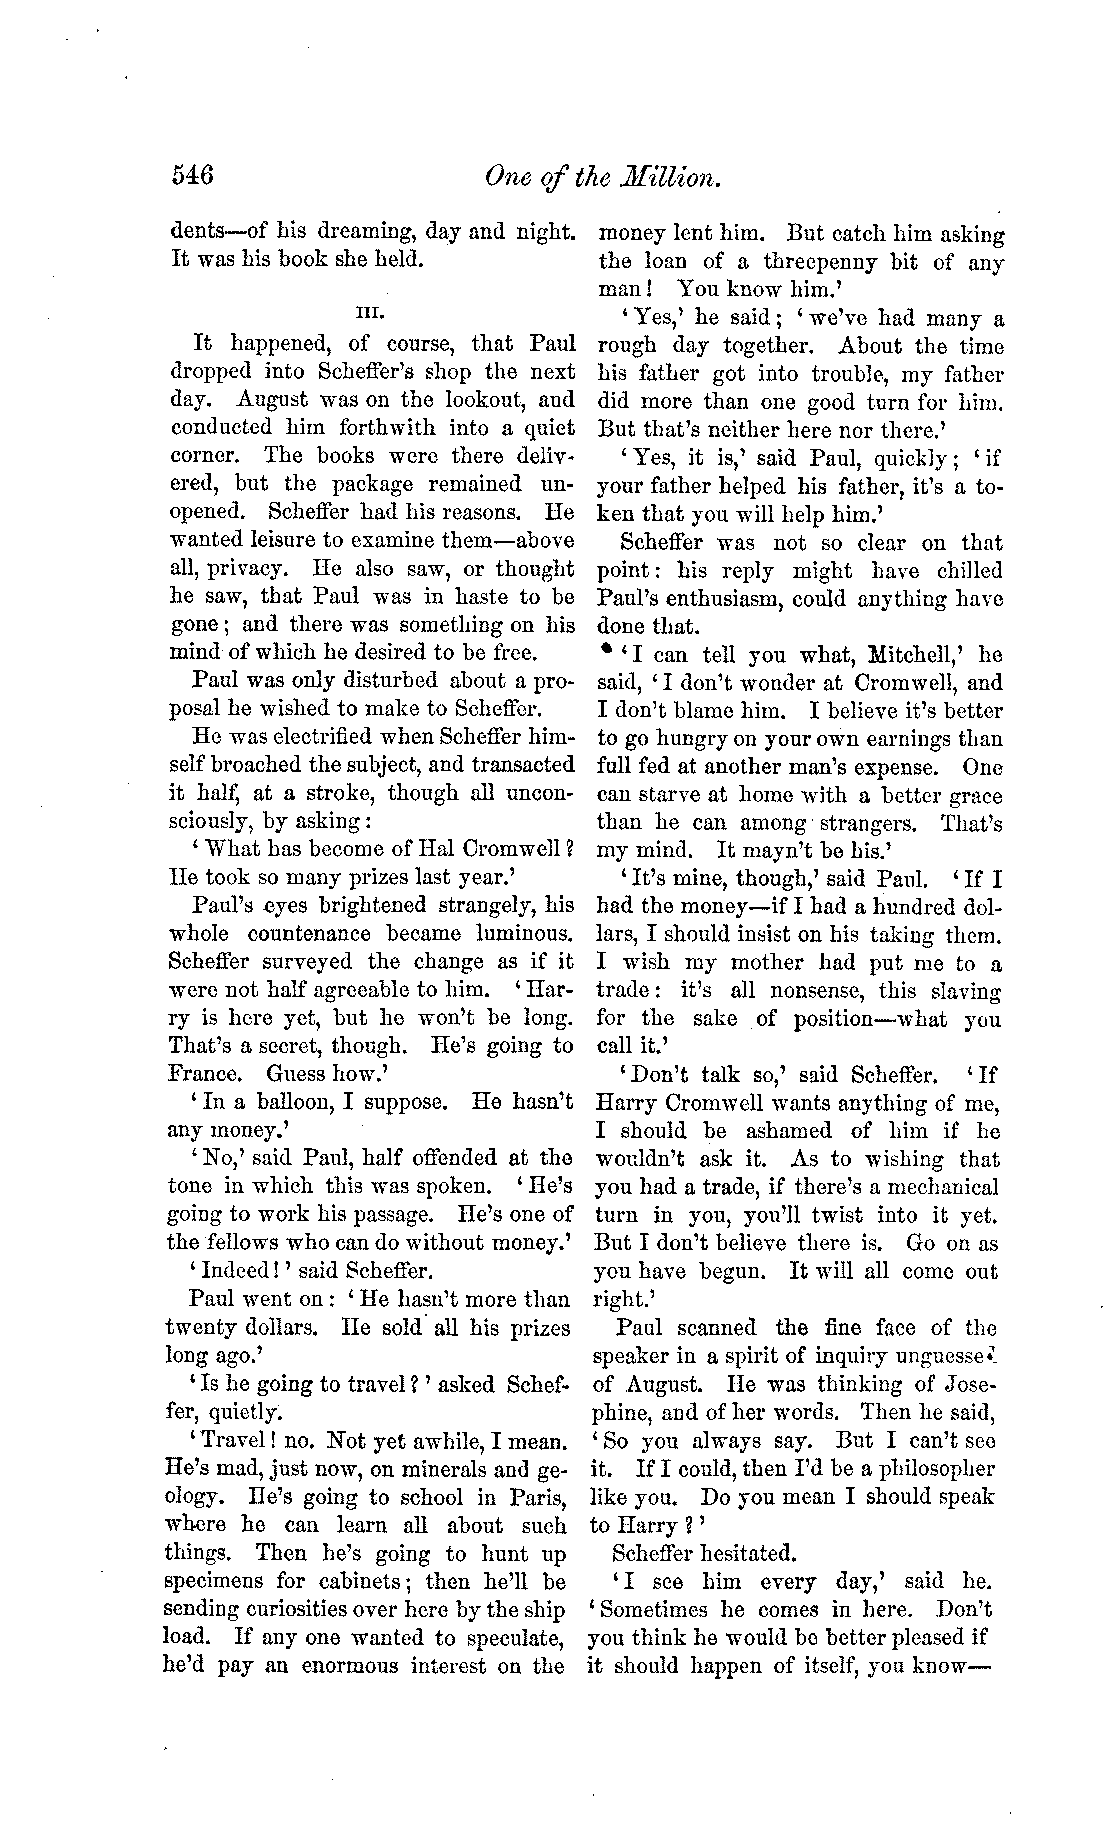 546 One of the Million.
dents—of his dreaming, day and night.
It was his book she held.
III.
It happened, of course, that Paul
dropped into Scheffer's shop the next
day. August was on the lookout, and
conducted him forthwith into a quiet
corner. The books were there deliv-
ered, but the package remained un-
opened. Scheffer had his reasons. He
wanted leisure to examine them—above
all, privacy. He also saw, or thought
he saw, that Paul was in haste to be
gone; and there was something on his
mind of which he desired to be free.
Paul was only disturbed about a pro-
posal he wished to make to Scheffer.
He was electrified when Scheffer him-
self broached the subject, and transacted
it half, at a stroke, though all uncon-
sciously, by asking:
'What has become of Hal Cromwell?
He took so many prizes last year.'
Paul's eyes brightened strangely, his
whole countenance became luminous.
Scheffer surveyed the change as if it
were not half agreeable to him. 'Har-
ry is here yet, but he won't be long.
That's a secret, though. He's going to
France. Guess how.'
'In a balloon, I suppose. He hasn't
any money.'
'No,' said Paul, half offended at the
tone in which this was spoken. 'He's
going to work his passage. He's one of
the fellows who can do without money.'
'Indeed!' said Scheffer.
Paul went on: 'He hasn't more than
twenty dollars. He sold all his prizes
long ago.'
'Is he going to travel?' asked Schef-
fer, quietly.
'Travel! no. Not yet awhile, I mean.
He's mad, just now, on minerals and ge-
ology. He's going to school in Paris,
where he can learn all about such
things. Then he's going to hunt up
specimens for cabinets; then he'll be
sending curiosities over here by the ship
load. If any one wanted to speculate,
he'd pay an enormous interest on the
money lent him. But catch him asking
the loan of a threepenny bit of any
man! You know him.'
'Yes,' he said; 'we've had many a
rough day together. About the time
his father got into trouble, my father
did more than one good turn for him.
But that's neither here nor there.'
'Yes, it is,' said Paul, quickly; 'if
your father helped his father, it's a to-
ken that you will help him.'
Scheffer was not so clear on that
point: his reply might have chilled
Paul's enthusiasm, could anything have
done that.
'I can tell you what, Mitchell,' he
said, 'I don't wonder at Cromwell, and
I don't blame him. I believe it's better
to go hungry on your own earnings than
full fed at another man's expense. One
can starve at home with a better grace
than he can among strangers. That's
my mind. It mayn't be his.'
'It's mine, though,' said Paul. 'If I
had the money—if I had a hundred dol-
lars, I should insist on his taking them.
I wish my mother had put me to a
trade: it's all nonsense, this slaving
for the sake of position—what you
call it.'
'Don't talk so,' said Scheffer. 'If
Harry Cromwell wants anything of me,
I should be ashamed of him if he
wouldn't ask it. As to wishing that
you had a trade, if there's a mechanical
turn in you, you'll twist into it yet.
But I don't believe there is. Go on as
you have begun. It will all come out
right.'
Paul scanned the fine face of the
speaker in a spirit of inquiry unguessed
of August. He was thinking of Jose-
phine, and of her words. Then he said,
'So you always say. But I can't see
it. If I could, then I'd be a philosopher
like you. Do you mean I should speak
to Harry?'
Scheffer hesitated.
'I see him every day,' said he.
'Sometimes he comes in here. Don't
you think he would be better pleased if
it should happen of itself, you know—